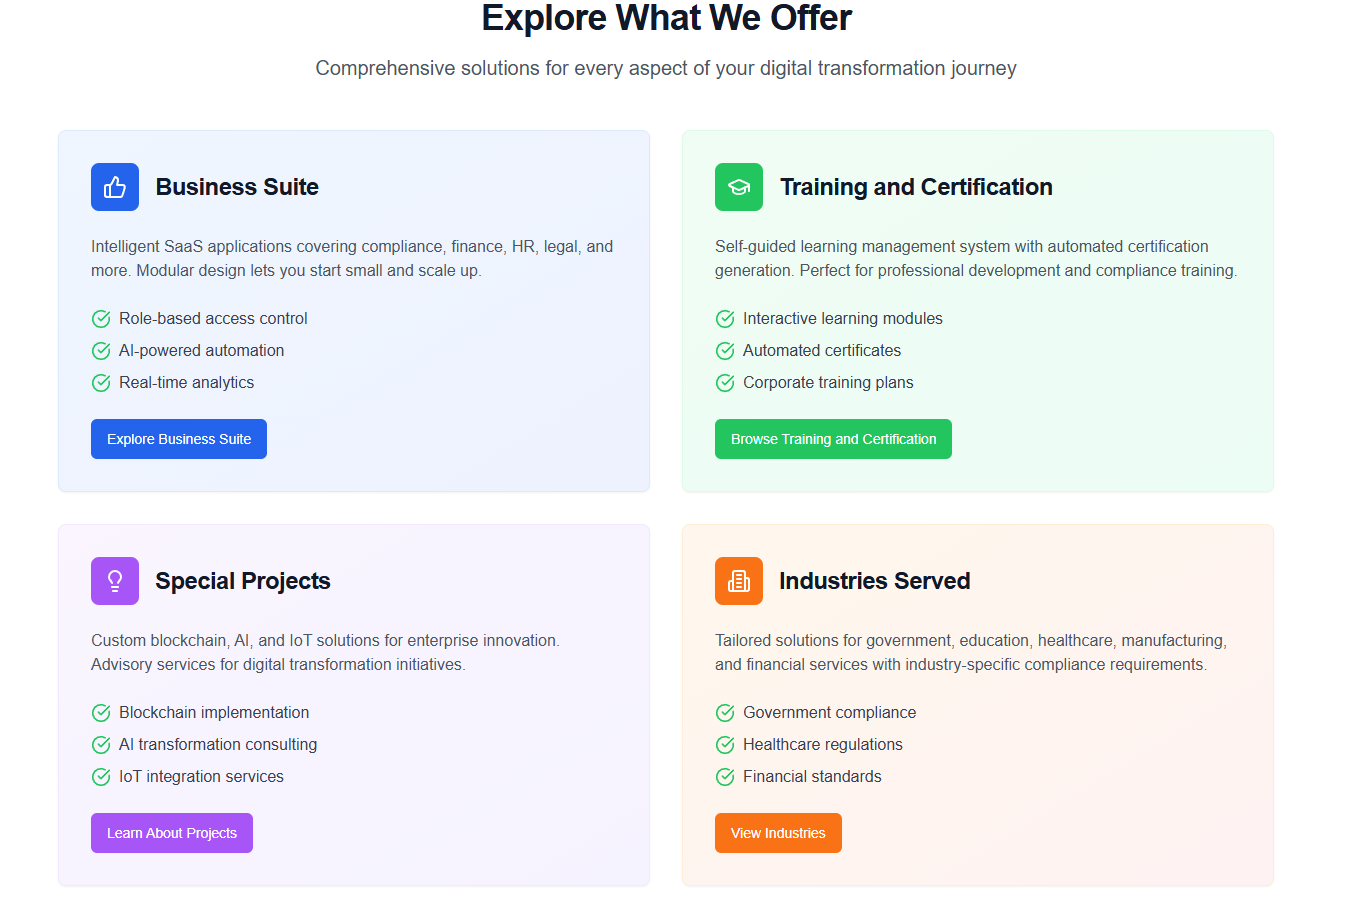 Explore What We Offer
Comprehensive solutions for every aspect of your digital transformation journey
Business Suite
Intelligent SaaS applications covering compliance, finance, HR, legal, and
more. Modular design lets you start small and scale up.
Role-based access control
AI-powered automation
Real-time analytics
Explore Business Suite
Training and Certification
Self-guided learning management system with automated certification
generation. Perfect for professional development and compliance training.
Interactive learning modules
Automated certificates
Corporate training plans
Browse Training and Certification
Special Projects
Custom blockchain, AI, and IoT solutions for enterprise innovation.
Advisory services for digital transformation initiatives.
Blockchain implementation
AI transformation consulting
IoT integration services
Learn About Projects
Industries Served
Tailored solutions for government, education, healthcare, manufacturing,
and financial services with industry-specific compliance requirements.
Government compliance
Healthcare regulations
Financial standards
View Industries